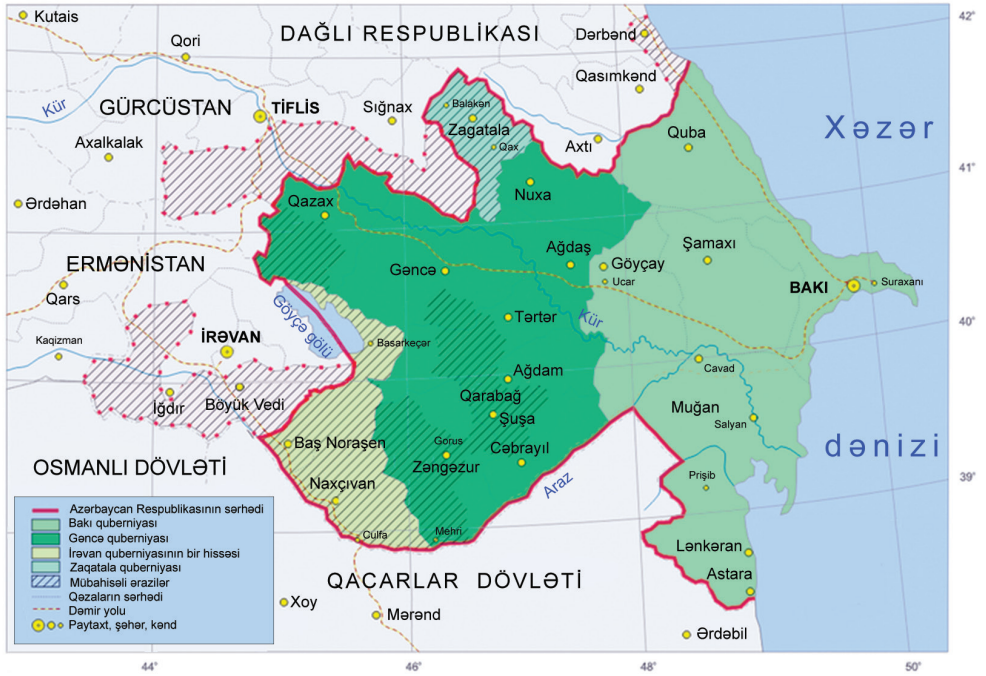 Kutais
DAĞLI RESPUBLİKASI
Dərbənd
42°
Qori
Qasımkənd
Kür
GÜRCÜSTAN
TİFLİS
Sığnax
Balakən
Zagatala
Qax
Axtı
Quba
Xəzər
Axalkalak
41°
Ərdəhan
Qazax
Nuxa
ERMƏNİSTAN
Gəncə
Ağdaş
Göyçay
Ucar
Şamaxı
Qars
BAKI
Suraxanı
Göyçə gölü
Tərtər
Kür
40°
Kaqizman
İRƏVAN
Basarkeçər
Cavad
Ağdam
İğdır
Böyük Vedi
Qarabağ
Şuşa
Muğan
Salyan
Baş Noraşen
Gorus
Zəngəzur
Cəbrayıl
dənizi
OSMANLI DÖVLƏTİ
Naxçıvan
Araz
Prişib
39°
Culfa
Mehri
Lənkəran
Astara
QACARLAR DÖVLƏTİ
Xoy
Mərənd
Ərdəbil
Azərbaycan Respublikasının sərhədi
Bakı quberniyası
Gəncə quberniyası
İrəvan quberniyasının bir hissəsi
Zaqatala quberniyası
Mübahisəli ərazilər
Qəzaların sərhədi
Dəmir yolu
Paytaxt, şəhər, kənd
44°
46°
48°
50°